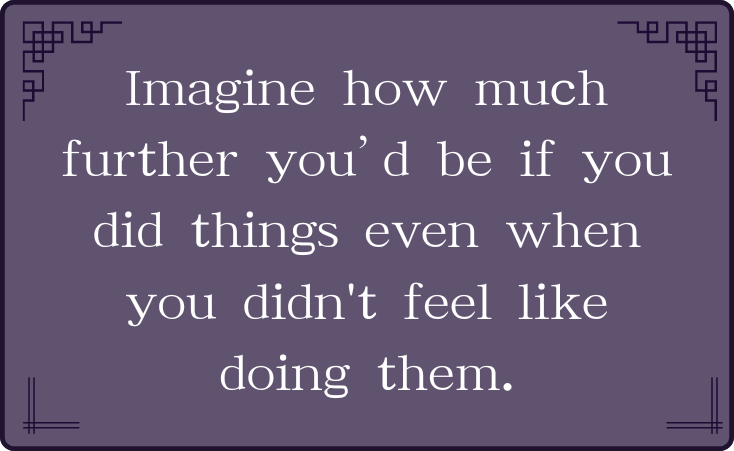 Imagine how much
further you’d be if you
did things even when
you didn't feel like
doing them.